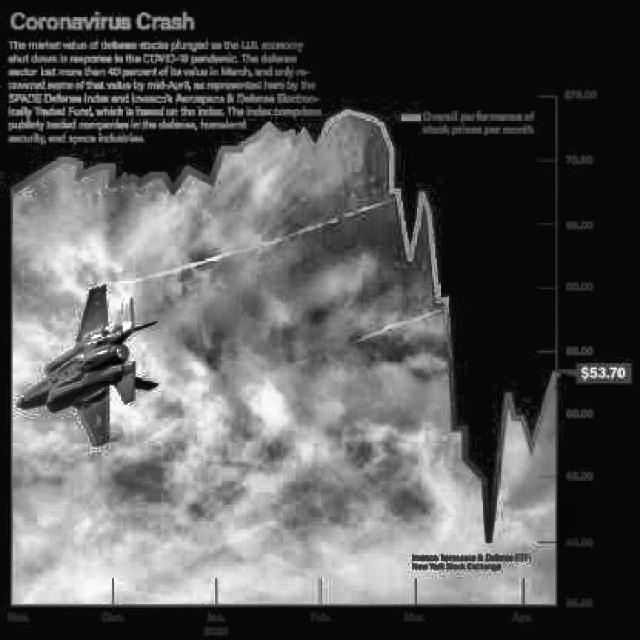 Coronavirus Crash
The market value of defense stocks plunged as the U.S. economy
shut down in response to the COVID-19 pandemic. The defense
sector lost more than 40 percent of its value in March, and only re-
covered some of that value by mid-April, as represented here by the
SPADE Defense Index and Invesco's Aerospace & Defense Electron-
ically Traded Fund, which is based on the index. The
publicly traded companies in the defense, homeland
security, and space industries.
Overall performance of
stock prices per month
$75.00
70.00
65.00
60.00
55.00
$53.70
50.00
45.00
40.00
35.00
Invesco Aerospace & Defense (ETF)
New York Stock Exchange
Nov. Dec. Jan. Feb. Mar. Apr.
2020